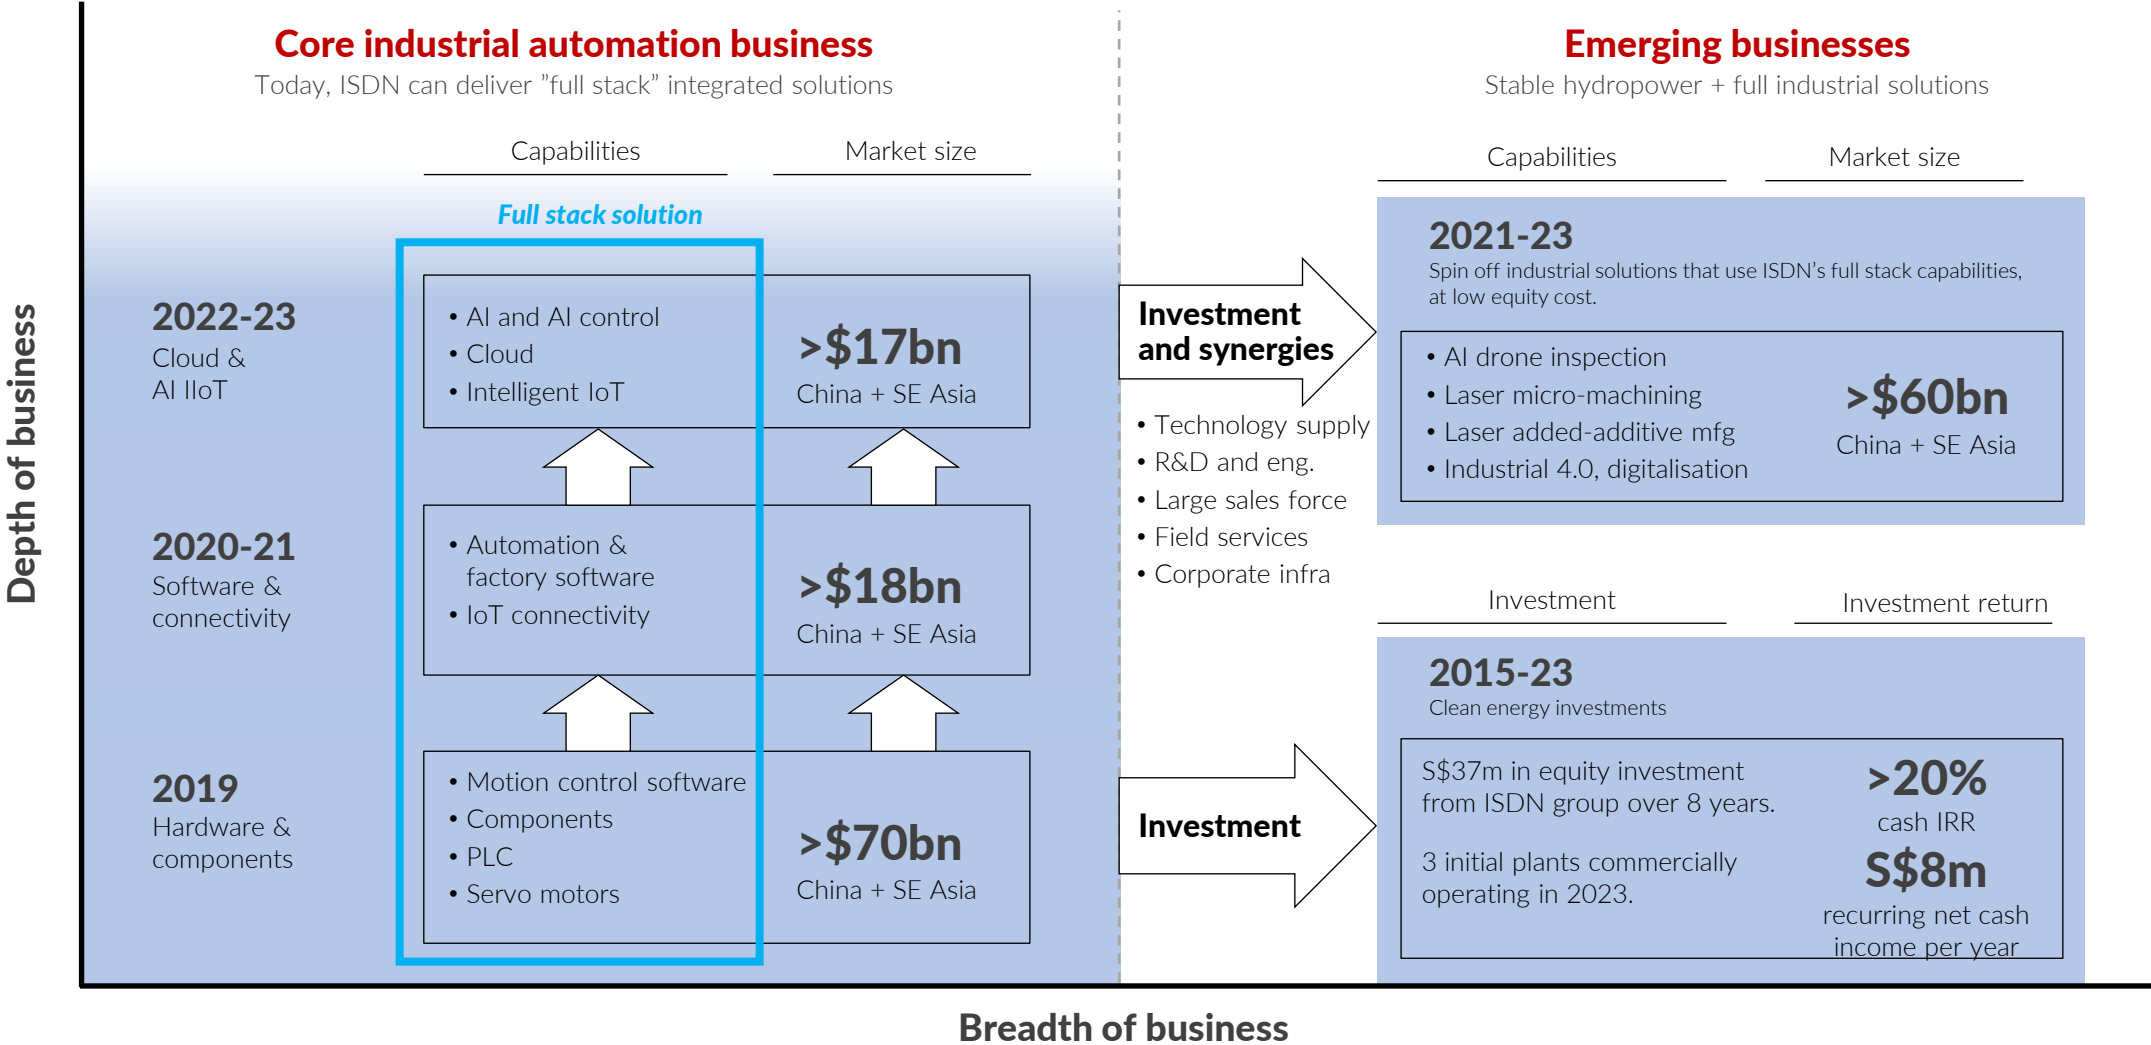 Core industrial automation business
Today, ISDN can deliver ”full stack” integrated solutions
Capabilities
Market size
Full stack solution
2022-23
Cloud &
AI IIoT
• AI and AI control
• Cloud
• Intelligent IoT
>$17bn
China + SE Asia
2020-21
Software &
connectivity
• Automation &
factory software
• IoT connectivity
>$18bn
China + SE Asia
2019
Hardware &
components
• Motion control software
• Components
• PLC
• Servo motors
>$70bn
China + SE Asia
Depth of business
Investment
and synergies
• Technology supply
• R&D and eng.
• Large sales force
• Field services
• Corporate infra
Investment
Emerging businesses
Stable hydropower + full industrial solutions
Capabilities
Market size
2021-23
Spin off industrial solutions that use ISDN’s full stack capabilities,
at low equity cost.
• AI drone inspection
• Laser micro-machining
• Laser added-additive mfg
• Industrial 4.0, digitalisation
>$60bn
China + SE Asia
Investment
Investment return
2015-23
Clean energy investments
S$37m in equity investment
from ISDN group over 8 years.
3 initial plants commercially
operating in 2023.
>20%
cash IRR
S$8m
recurring net cash
income per year
Breadth of business